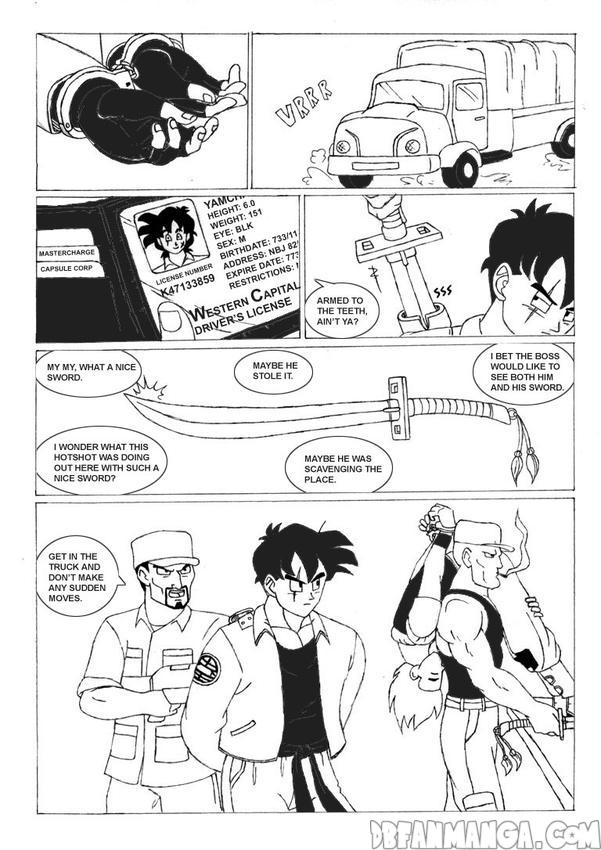 VRRR
MASTERCHARGE
CAPSULE CORP
YAMCH
HEIGHT: 6.0
WEIGHT: 151
EYE: BLK
SEX: M
BIRTHDATE: 733/11
ADDRESS: NBJ 82
EXPIRE DATE: 773
RESTRICTIONS:
LICENSE NUMBER
K47133859
WESTERN CAPITAL
DRIVER'S LICENSE
SSS
ARMED TO
THE TEETH,
AIN'T YA?
MY MY, WHAT A NICE
SWORD.
MAYBE HE
STOLE IT.
I BET THE BOSS
WOULD LIKE TO
SEE BOTH HIM
AND HIS SWORD.
I WONDER WHAT THIS
HOTSHOT WAS DOING
OUT HERE WITH SUCH A
NICE SWORD?
MAYBE HE WAS
SCAVENGING THE
PLACE.
GET IN THE
TRUCK AND
DON'T MAKE
ANY SUDDEN
MOVES.
DBFANMANGA.COM